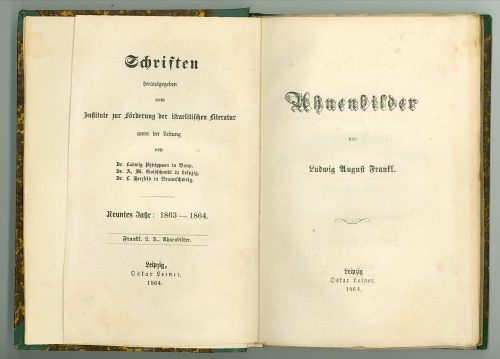 Schriften
herausgegeben
vom
Institute zur Förderung der israelitischen Literatur
unter der Leitung
von
Dr. Ludwig Philippson in Bonn.
Dr. A. M. Goldschmidt in Leipzig.
Dr. L. Herzfeld in Braunschweig.
Neuntes Jahr: 1863 — 1864.
Frankl, L. A., Ahnenbilder.
Leipzig,
Oskar Leiner.
1864.
Ahnenbilder
von
Ludwig August Frankl.
Leipzig
Oskar Leiner.
1864.